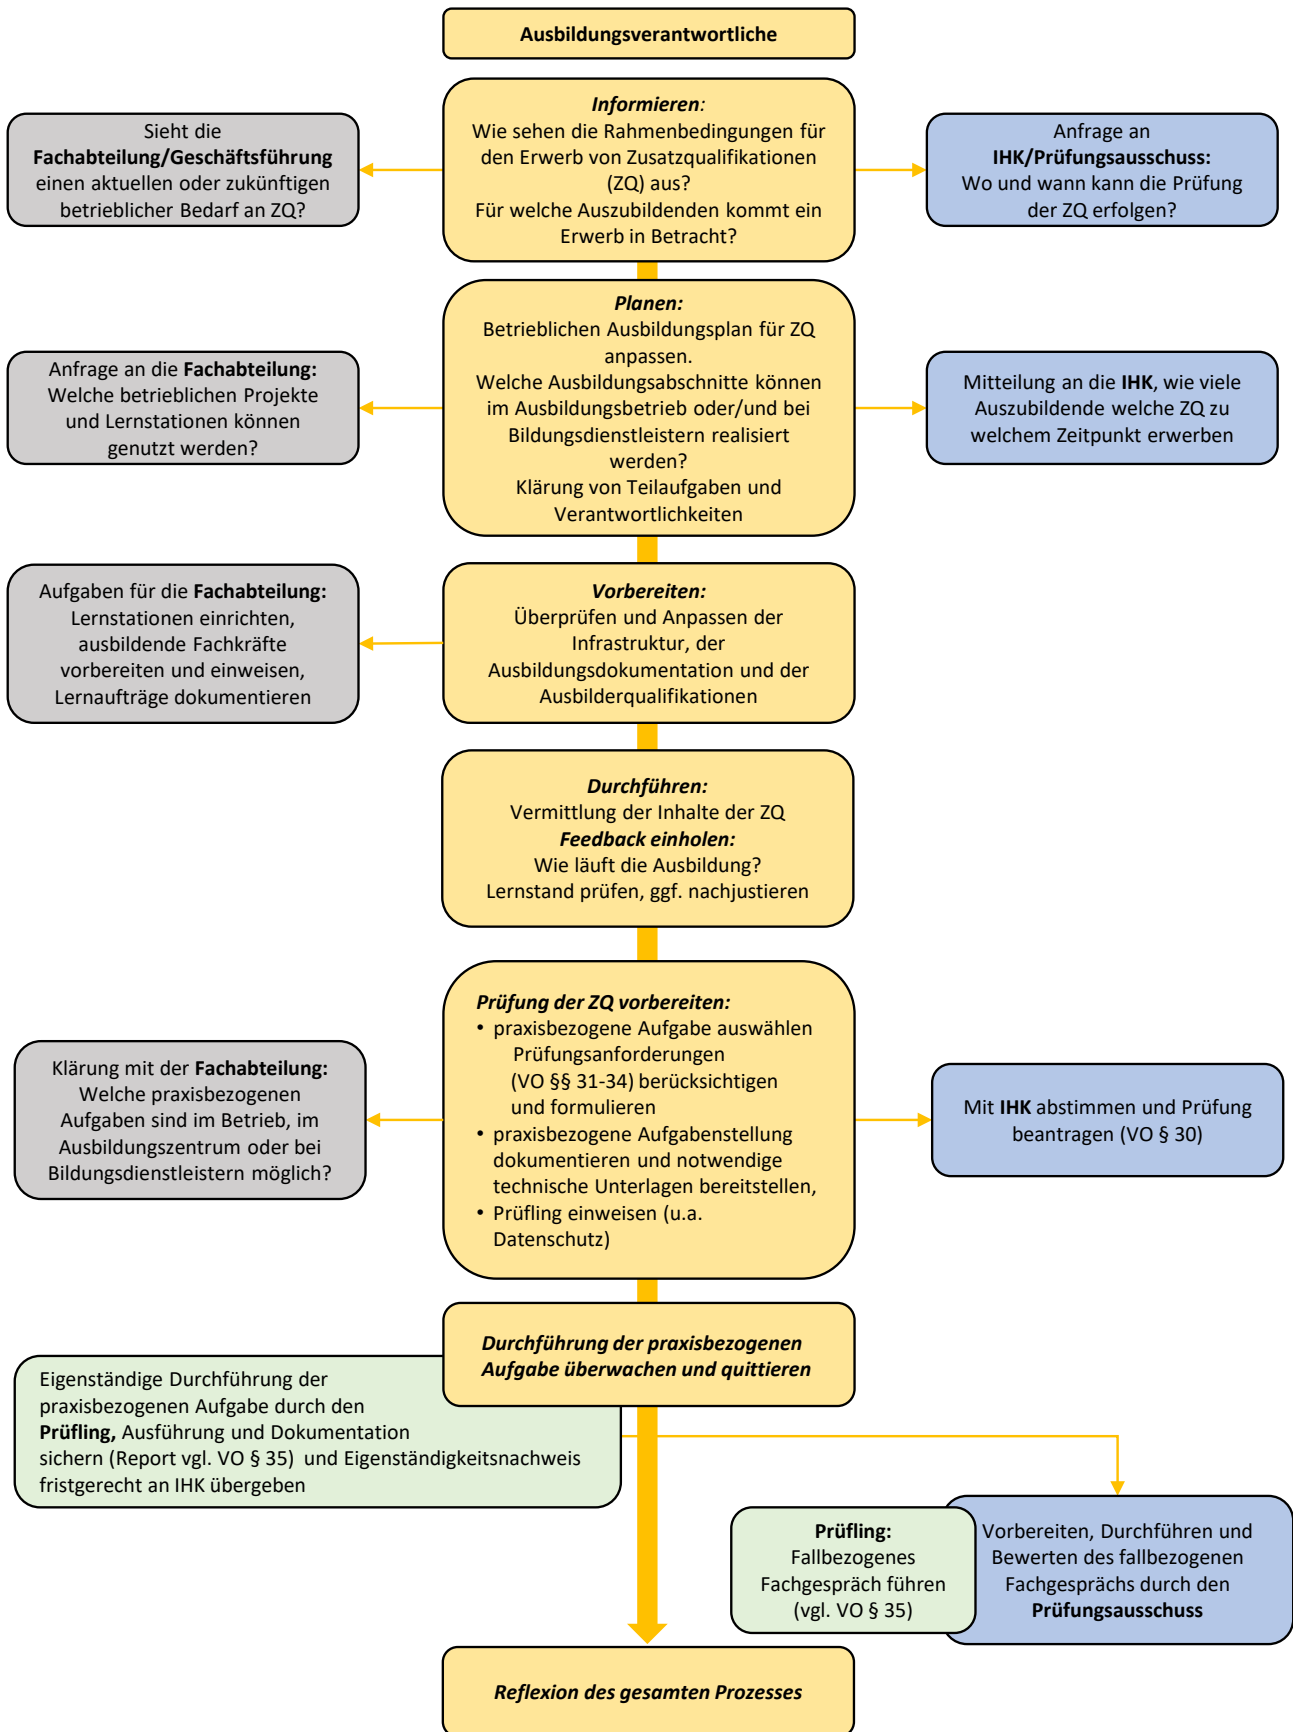 Ausbildungsverantwortliche
Informieren:
Wie sehen die Rahmenbedingungen für
den Erwerb von Zusatzqualifikationen
(ZQ) aus?
Für welche Auszubildenden kommt ein
Erwerb in Betracht?
Sieht die
Fachabteilung/Geschäftsführung
einen aktuellen oder zukünftigen
betrieblicher Bedarf an ZQ?
Anfrage an
IHK/Prüfungsausschuss:
Wo und wann kann die Prüfung
der ZQ erfolgen?
Planen:
Betrieblichen Ausbildungsplan für ZQ
anpassen.
Welche Ausbildungsabschnitte können
im Ausbildungsbetrieb oder/und bei
Bildungsdienstleistern realisiert
werden?
Klärung von Teilaufgaben und
Verantwortlichkeiten
Anfrage an die Fachabteilung:
Welche betrieblichen Projekte
und Lernstationen können
genutzt werden?
Mitteilung an die IHK, wie viele
Auszubildende welche ZQ zu
welchem Zeitpunkt erwerben
Vorbereiten:
Überprüfen und Anpassen der
Infrastruktur, der
Ausbildungsdokumentation und der
Ausbilderqualifikationen
Aufgaben für die Fachabteilung:
Lernstationen einrichten,
ausbildende Fachkräfte
vorbereiten und einweisen,
Lernaufträge dokumentieren
Durchführen:
Vermittlung der Inhalte der ZQ
Feedback einholen:
Wie läuft die Ausbildung?
Lernstand prüfen, ggf. nachjustieren
Prüfung der ZQ vorbereiten:
• praxisbezogene Aufgabe auswählen
Prüfungsanforderungen
(VO §§ 31-34) berücksichtigen
und formulieren
• praxisbezogene Aufgabenstellung
dokumentieren und notwendige
technische Unterlagen bereitstellen,
• Prüfling einweisen (u.a.
Datenschutz)
Klärung mit der Fachabteilung:
Welche praxisbezogenen
Aufgaben sind im Betrieb, im
Ausbildungszentrum oder bei
Bildungsdienstleistern möglich?
Mit IHK abstimmen und Prüfung
beantragen (VO § 30)
Durchführung der praxisbezogenen
Aufgabe überwachen und quittieren
Eigenständige Durchführung der
praxisbezogenen Aufgabe durch den
Prüfling, Ausführung und Dokumentation
sichern (Report vgl. VO § 35) und Eigenständigkeitsnachweis
fristgerecht an IHK übergeben
Prüfling:
Fallbezogenes
Fachgespräch führen
(vgl. VO § 35)
Vorbereiten, Durchführen und
Bewerten des fallbezogenen
Fachgesprächs durch den
Prüfungsausschuss
Reflexion des gesamten Prozesses